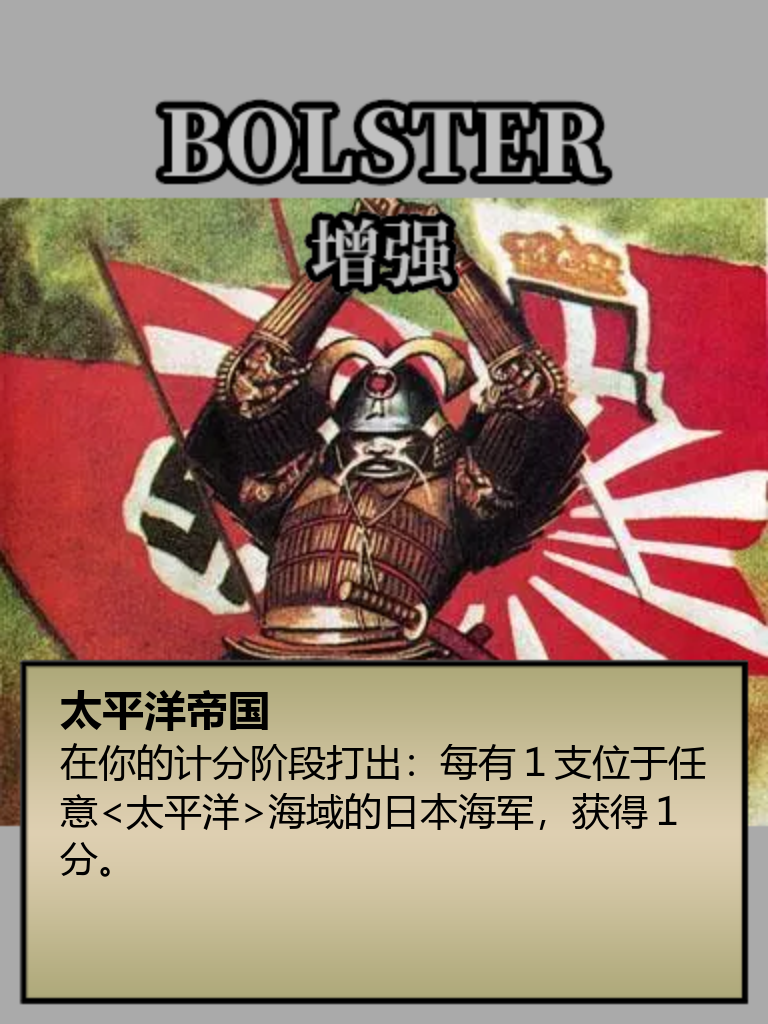 BOLSTER
增强
太平洋帝国
在你的计分阶段打出：每有1支位于任
意<太平洋>海域的日本海军，获得1
分。